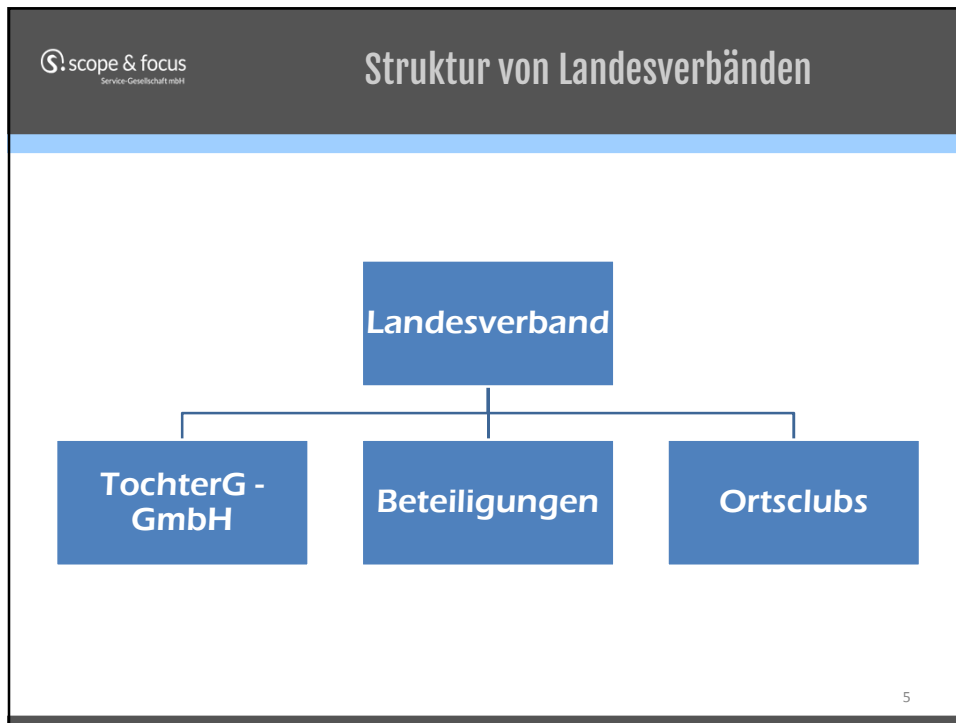 S. scope & focus
Service-Gesellschaft mbH
Struktur von Landesverbänden
Landesverband
TochterG -
GmbH
Beteiligungen
Ortsclubs
5